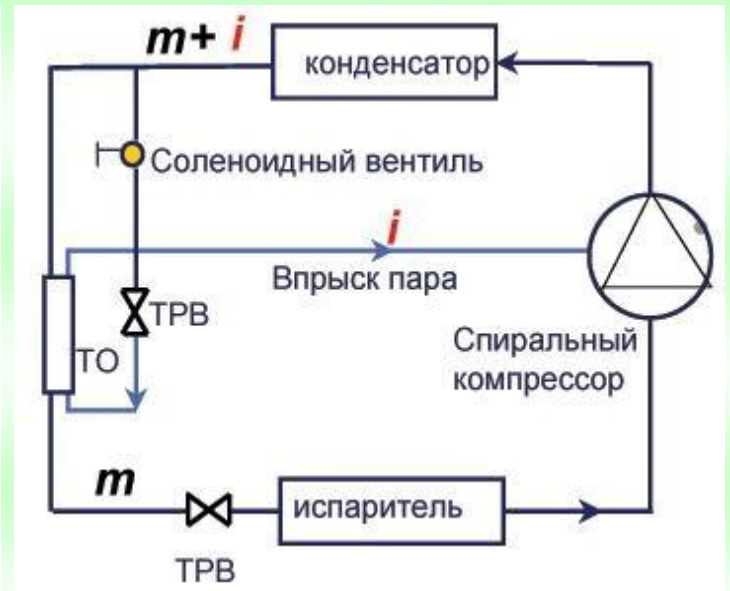 m+ i
конденсатор
Соленоидный вентиль
i
Впрыск пара
ТРВ
ТО
Спиральный
компрессор
m
испаритель
ТРВ